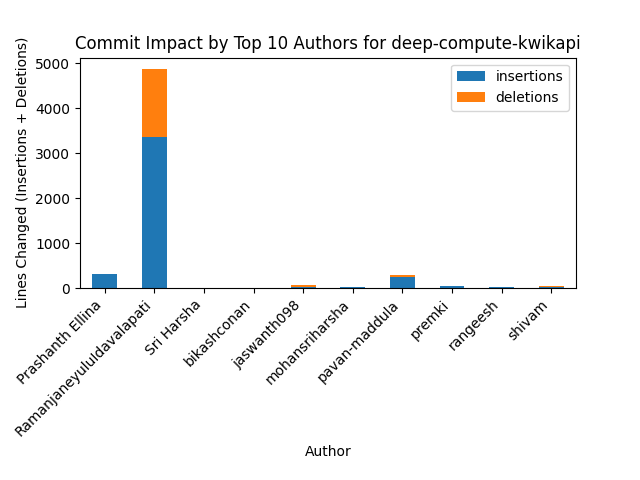 Commit Impact by Top 10 Authors for deep-compute-kwikapi
Lines Changed (Insertions + Deletions)
5000
4000
3000
2000
1000
0
insertions
deletions
Prashanth Ellina
RamanjaneyuluIdavalapati
Sri Harsha
bikashconan
jaswanth098
mohansriharsha
pavan-maddula
premki
rangeesh
shivam
Author